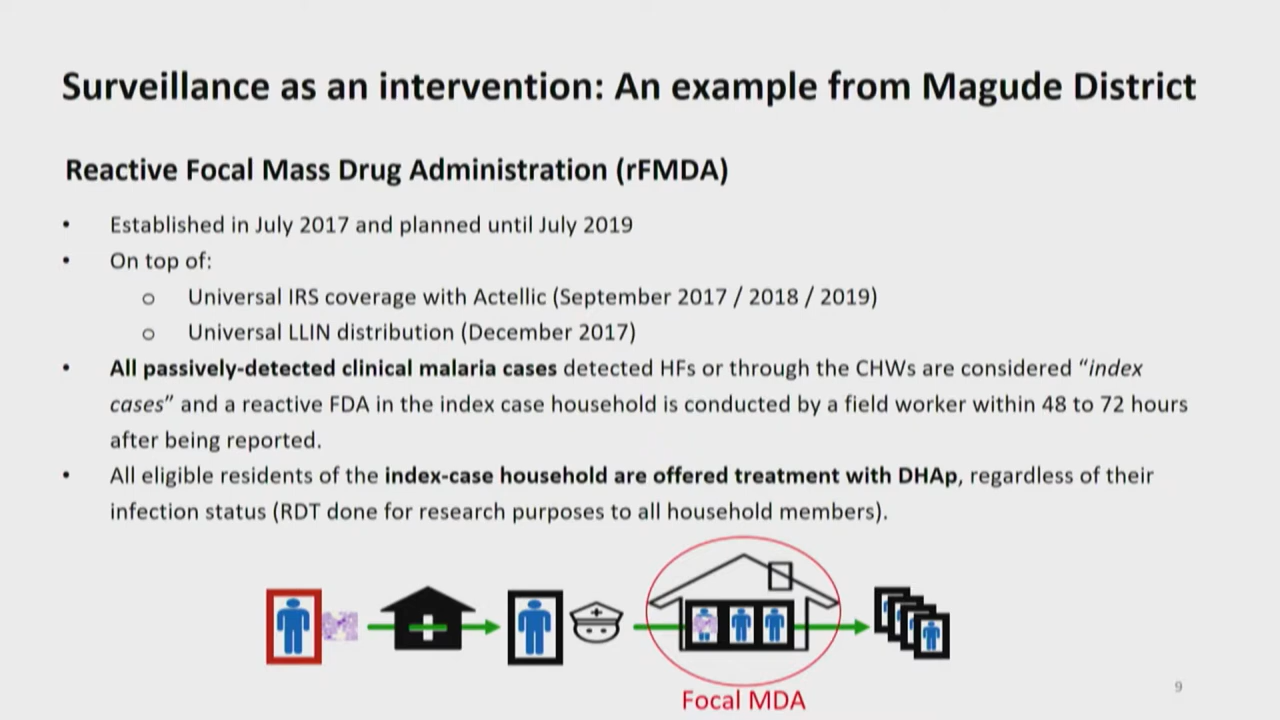 Surveillance as an intervention: An example from Magude District
Reactive Focal Mass Drug Administration (rFMDA)
• Established in July 2017 and planned until July 2019
• On top of:
o Universal IRS coverage with Actellic (September 2017 / 2018 / 2019)
o Universal LLIN distribution (December 2017)
• All passively-detected clinical malaria cases detected HFs or through the CHWs are considered “index
cases” and a reactive FDA in the index case household is conducted by a field worker within 48 to 72 hours
after being reported.
• All eligible residents of the index-case household are offered treatment with DHAp, regardless of their
infection status (RDT done for research purposes to all household members).
Focal MDA
9